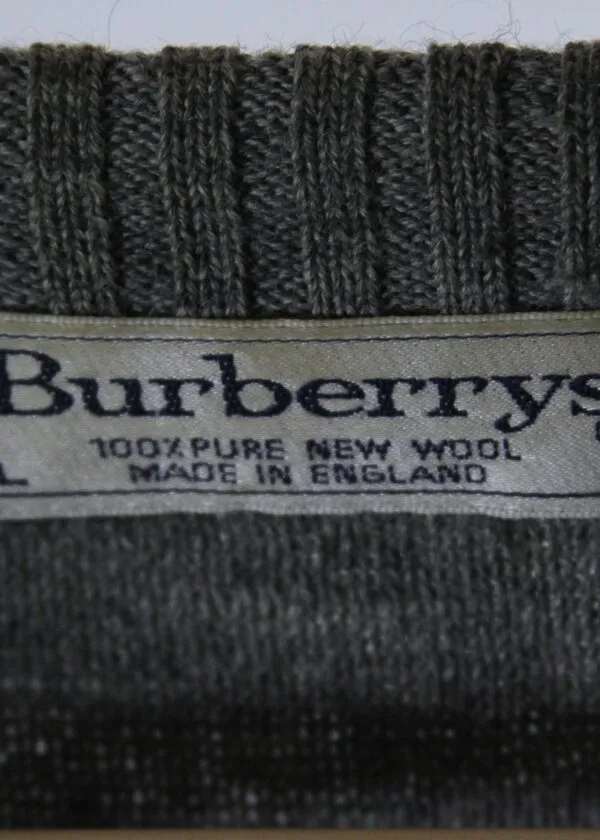 Burberrys
100% PURE NEW WOOL
L MADE IN ENGLAND